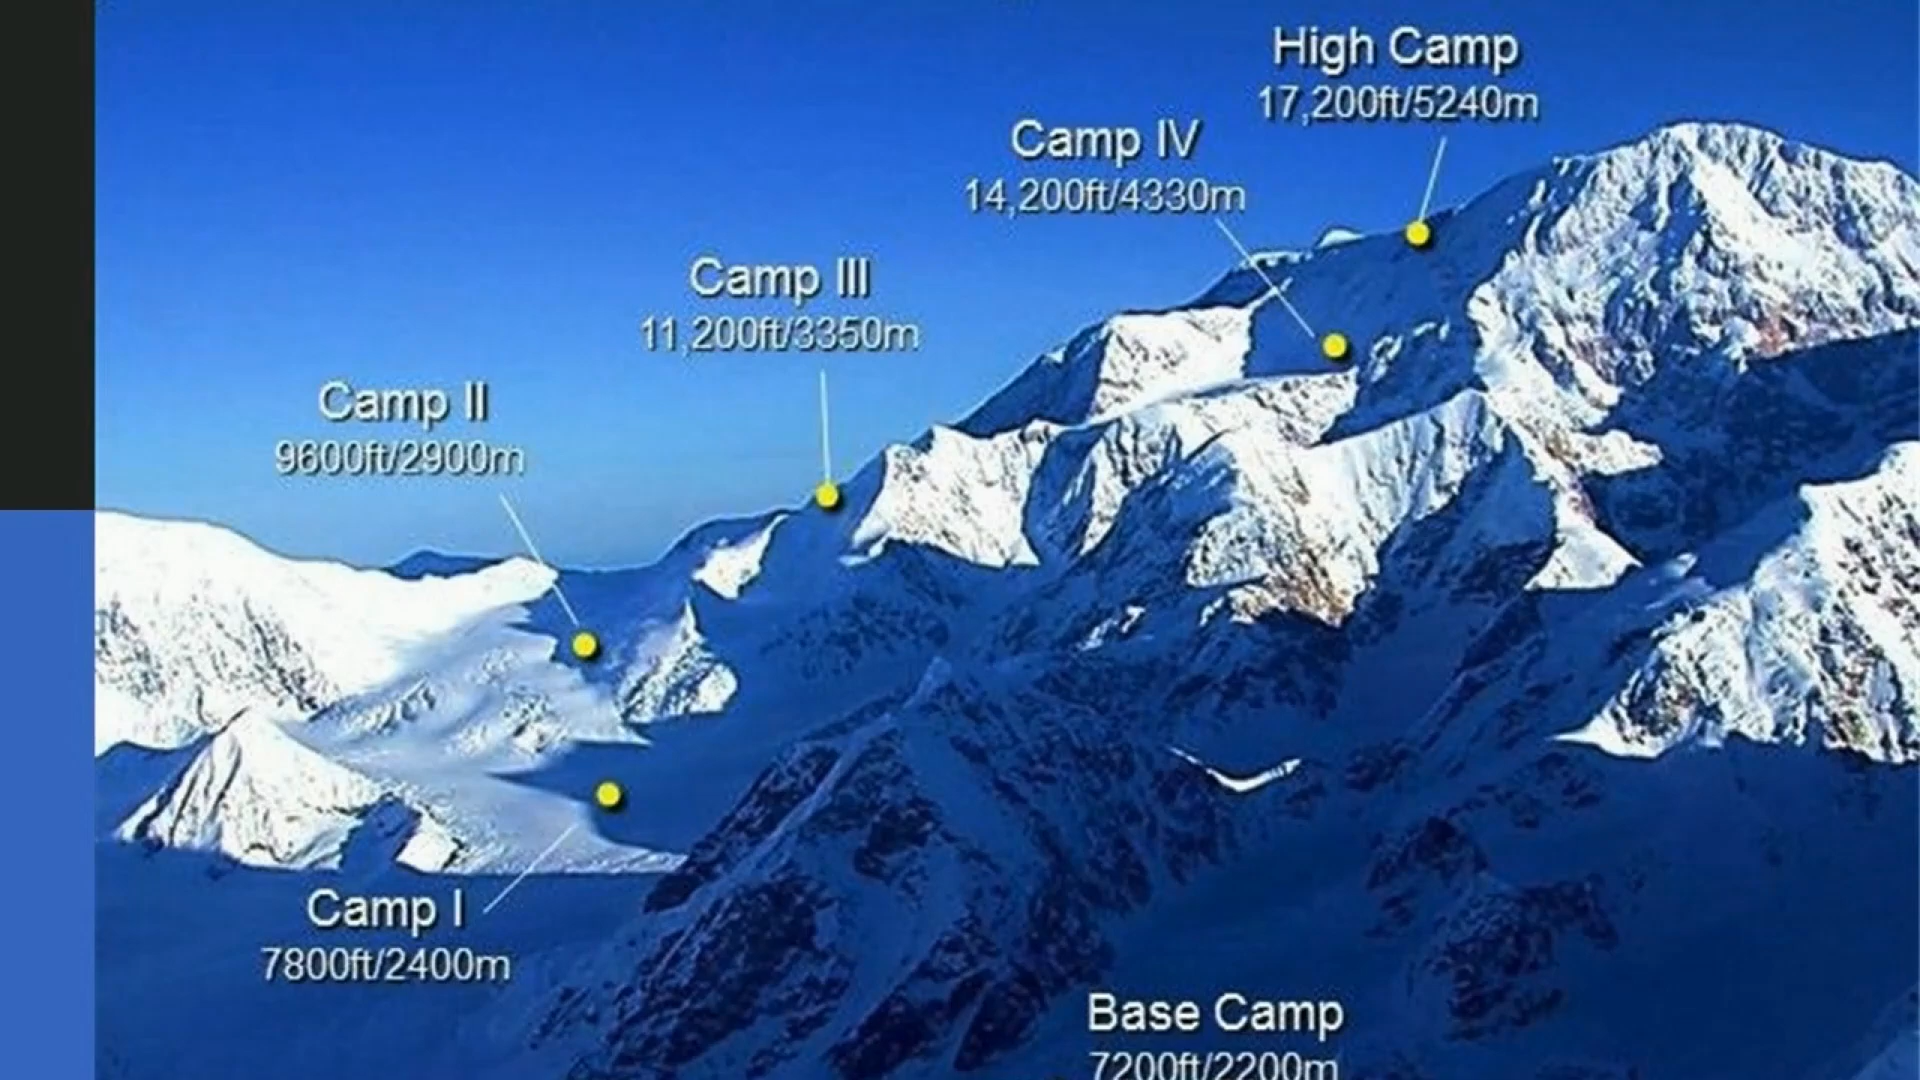 High Camp
17,200ft/5240m
Camp IV
14,200ft/4330m
Camp III
11,200ft/3350m
Camp II
9600ft/2900m
Camp I
7800ft/2400m
Base Camp
7200ft/2200m